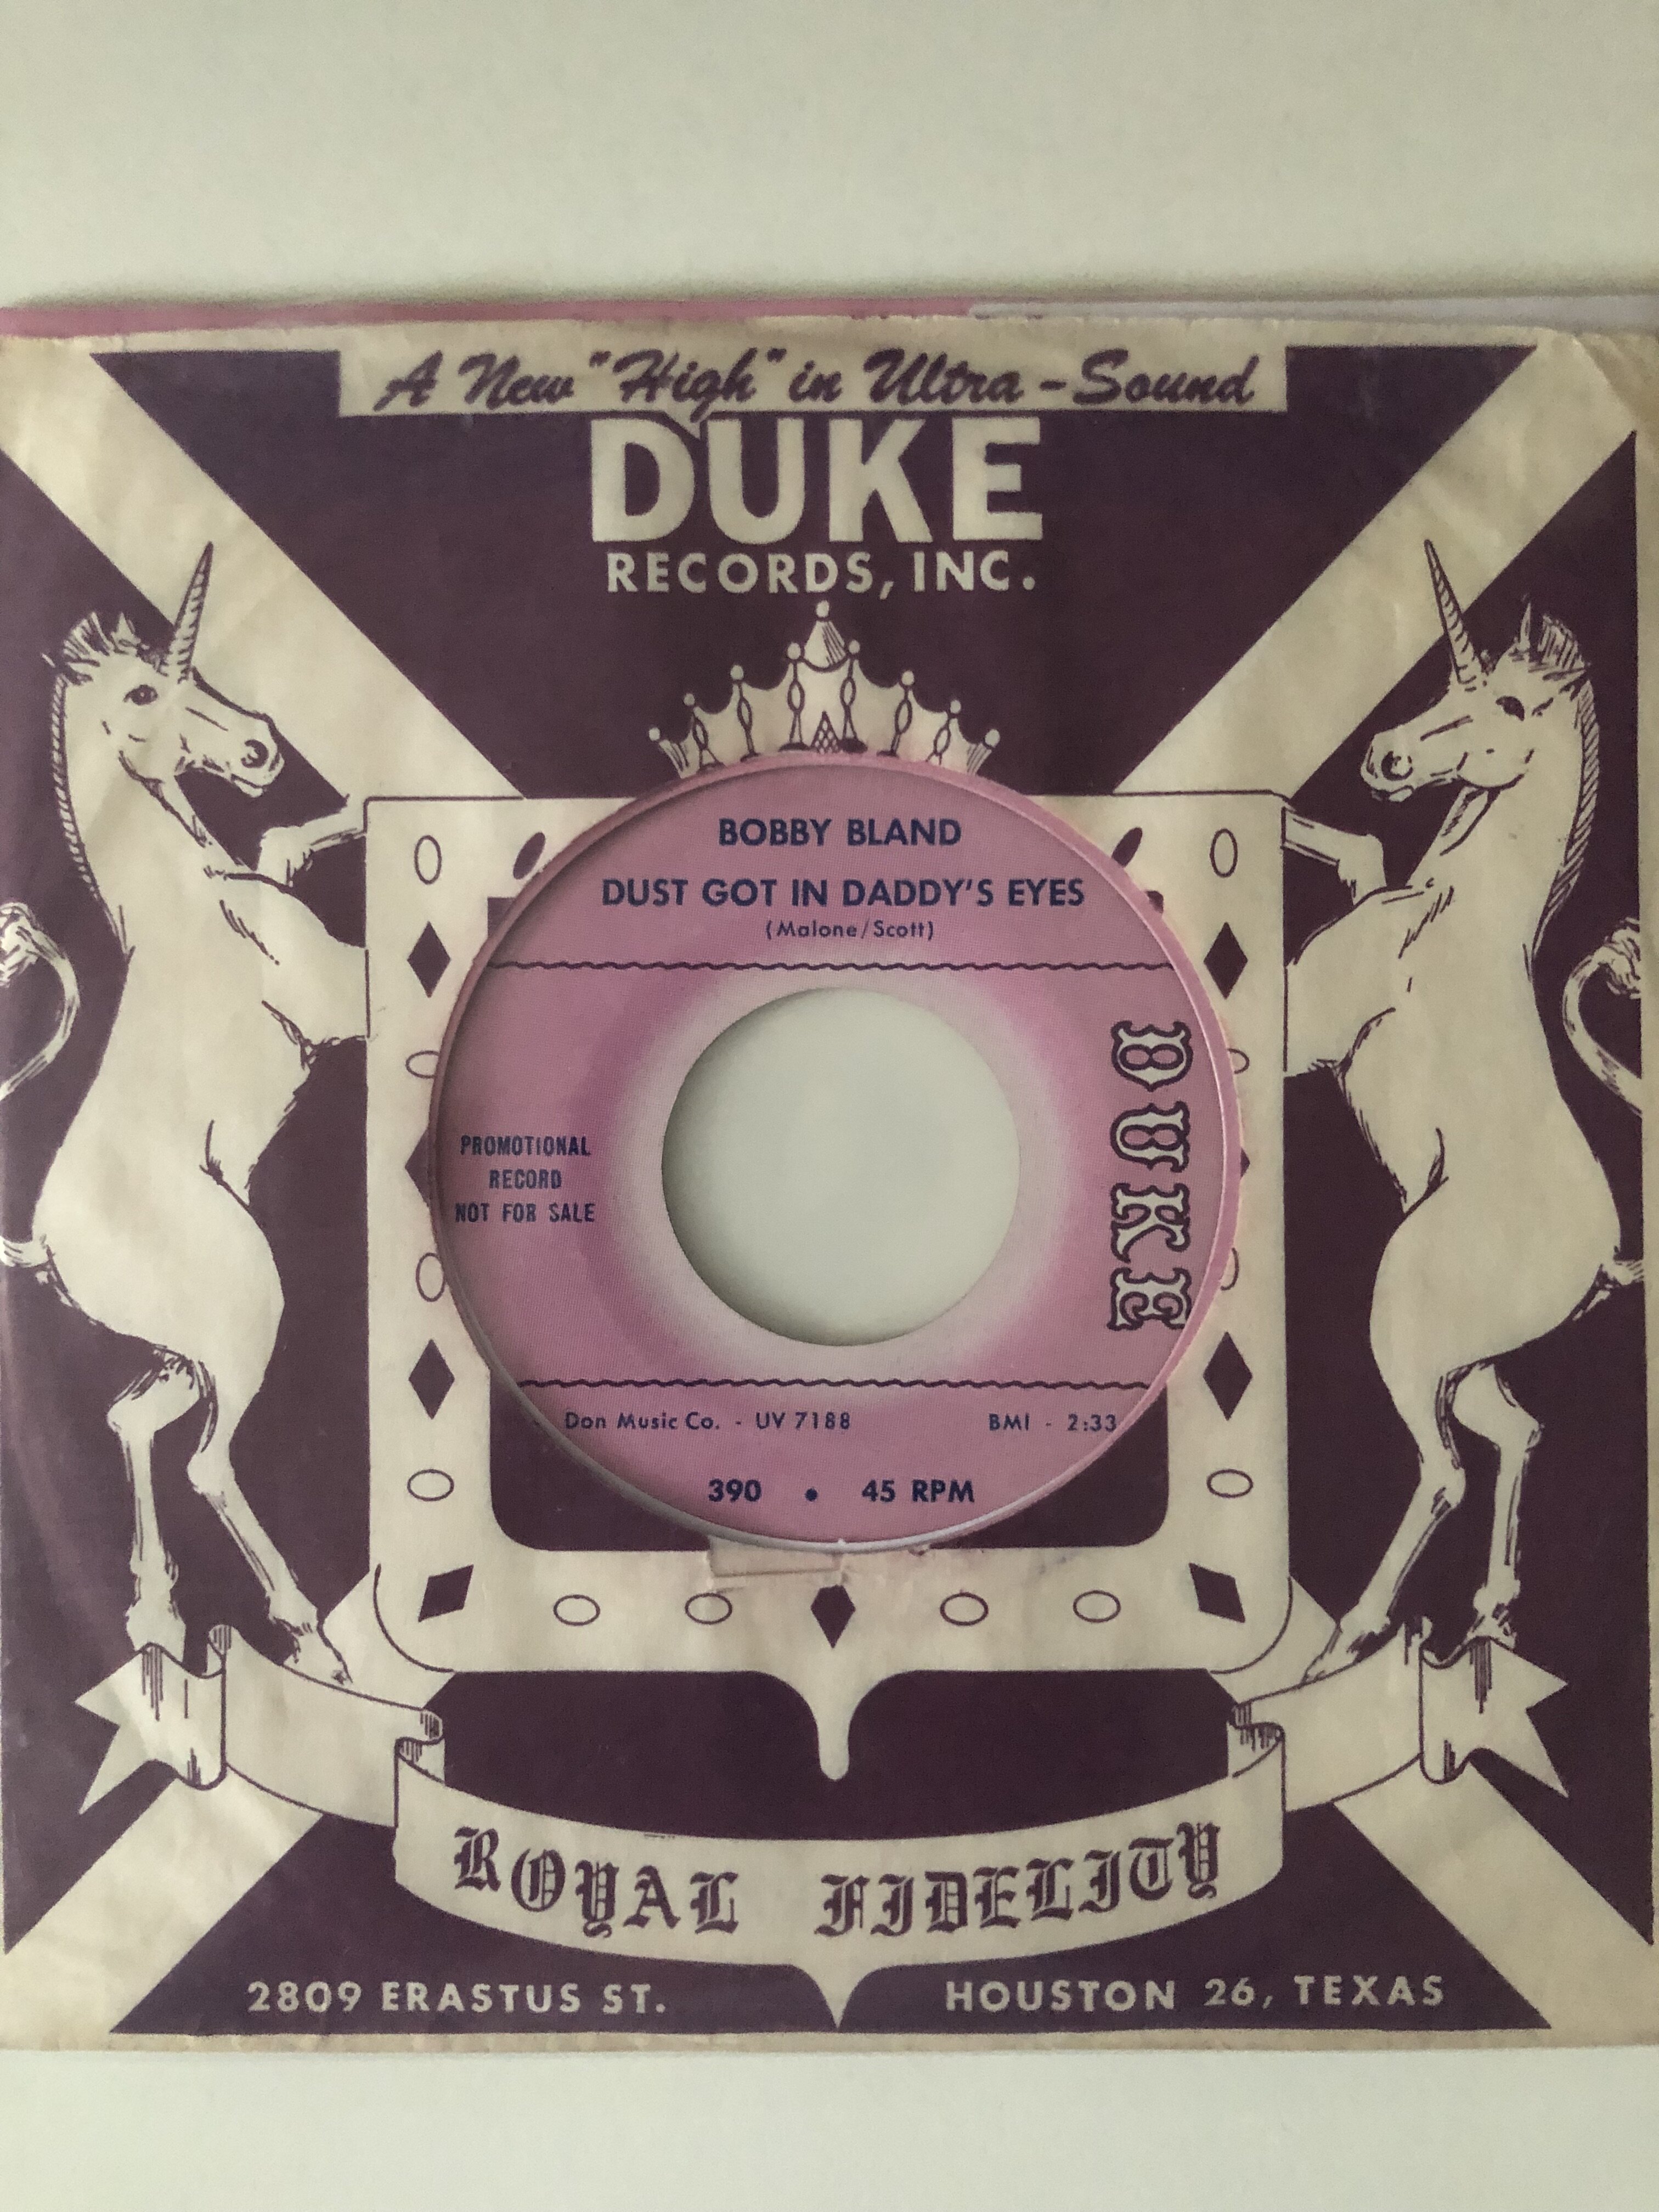 A New "High" in Ultra-Sound
DUKE
RECORDS, INC.
BOBBY BLAND
DUST GOT IN DADDY'S EYES
(Malone/Scott)
PROMOTIONAL
RECORD
NOT FOR SALE
DUKE
Don Music Co. - UV 7188 BMI - 2:33
390 • 45 RPM
ROYAL FIDELITY
2809 ERASTUS ST. HOUSTON 26, TEXAS